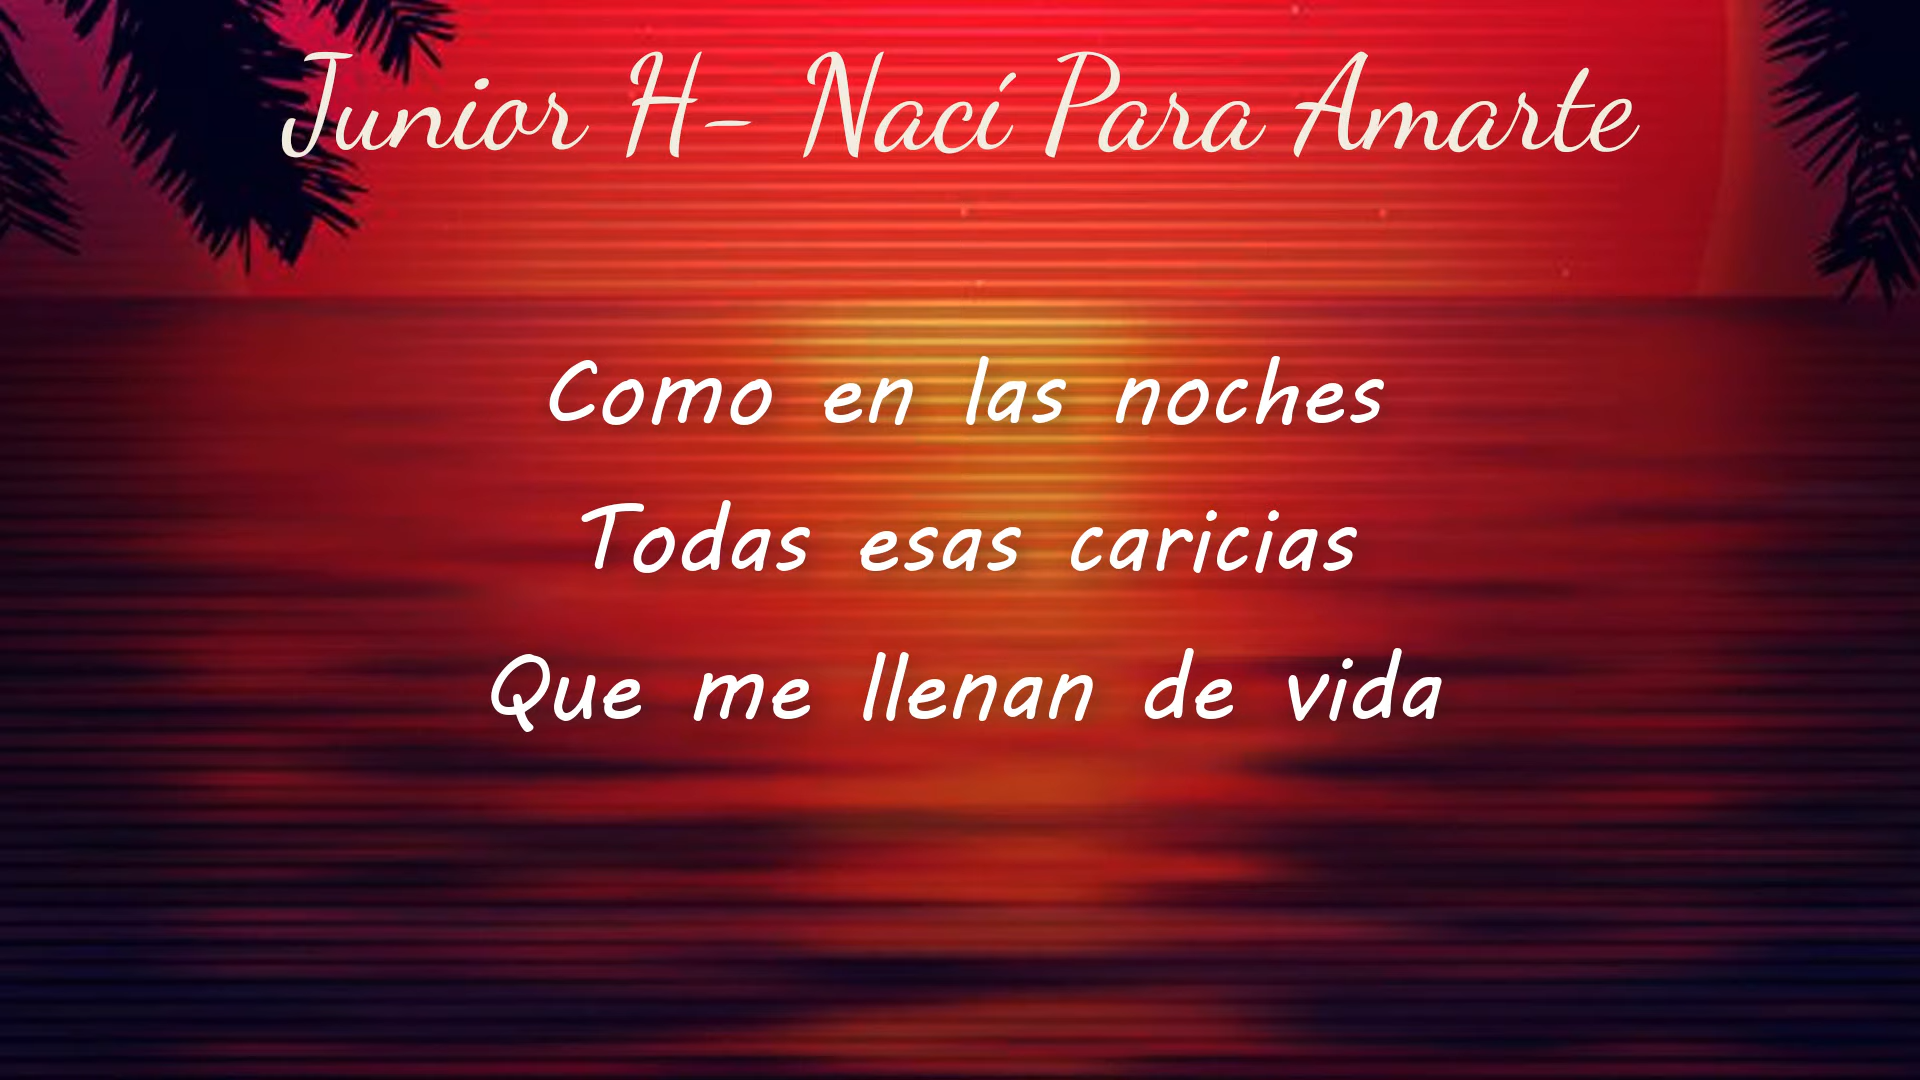 Junior H- Nací Para Amarte
Como en las noches
Todas esas caricias
Que me llenan de vida